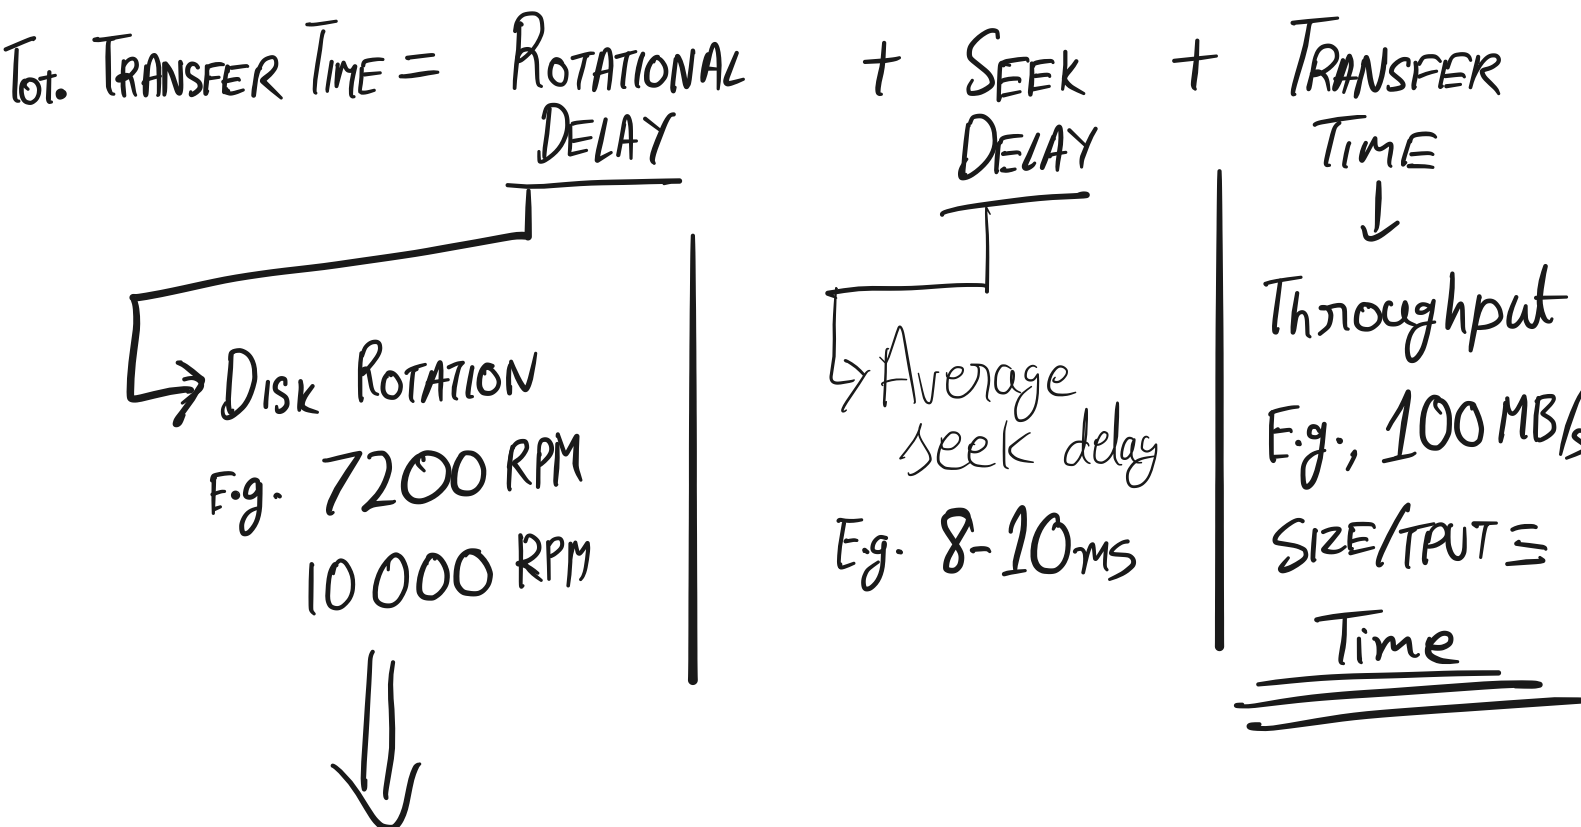 Tot. TRANSFER TIME = ROTATIONAL DELAY + SEEK DELAY + TRANSFER TIME
DISK ROTATION
E.g. 7200 RPM
10 000 RPM
Average
seek delay
E.g. 8-10ms
Throughput
E.g., 100 MB/s
SIZE/TPUT =
Time